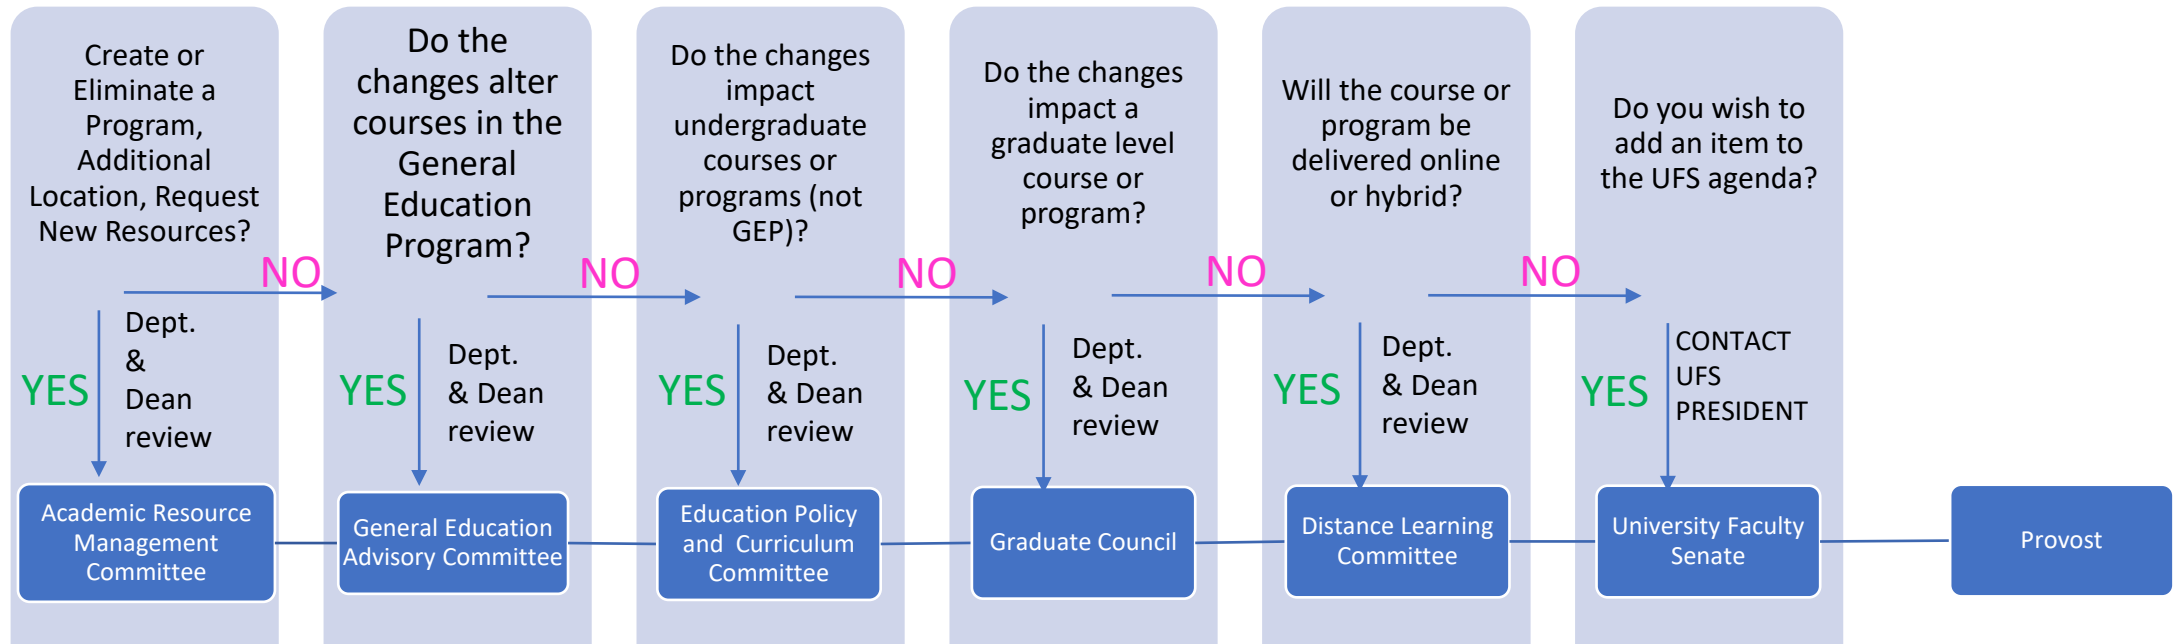 Create or
Eliminate a
Program,
Additional
Location, Request
New Resources?
NO
YES
Dept.
&
Dean
review
Academic Resource
Management
Committee
Do the
changes alter
courses in the
General
Education
Program?
NO
YES
Dept.
& Dean
review
General Education
Advisory Committee
Do the changes
impact
undergraduate
courses or
programs (not
GEP)?
NO
YES
Dept.
& Dean
review
Education Policy
and Curriculum
Committee
Do the changes
impact a
graduate level
course or
program?
NO
YES
Dept.
& Dean
review
Graduate Council
Will the course or
program be
delivered online
or hybrid?
NO
YES
Dept.
& Dean
review
Distance Learning
Committee
Do you wish to
add an item to
the UFS agenda?
YES
CONTACT
UFS
PRESIDENT
University Faculty
Senate
Provost